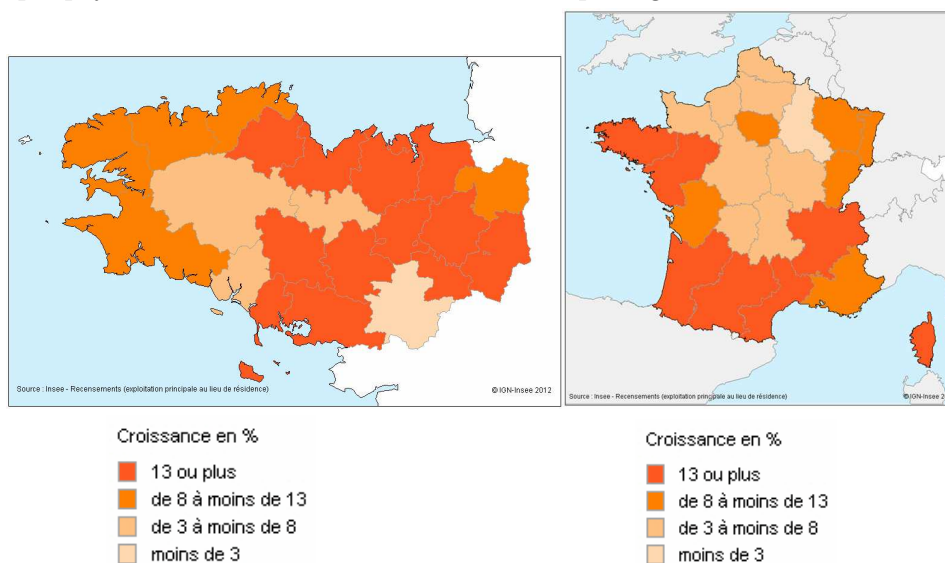 Source : Insee - Recensements (exploitation principale au lieu de résidence)
© IGN-Insee 2012
Source : Insee - Recensements (exploitation principale au lieu de résidence)
© IGN-Insee 2
Croissance en %
13 ou plus
de 8 à moins de 13
de 3 à moins de 8
moins de 3
Croissance en %
13 ou plus
de 8 à moins de 13
de 3 à moins de 8
moins de 3